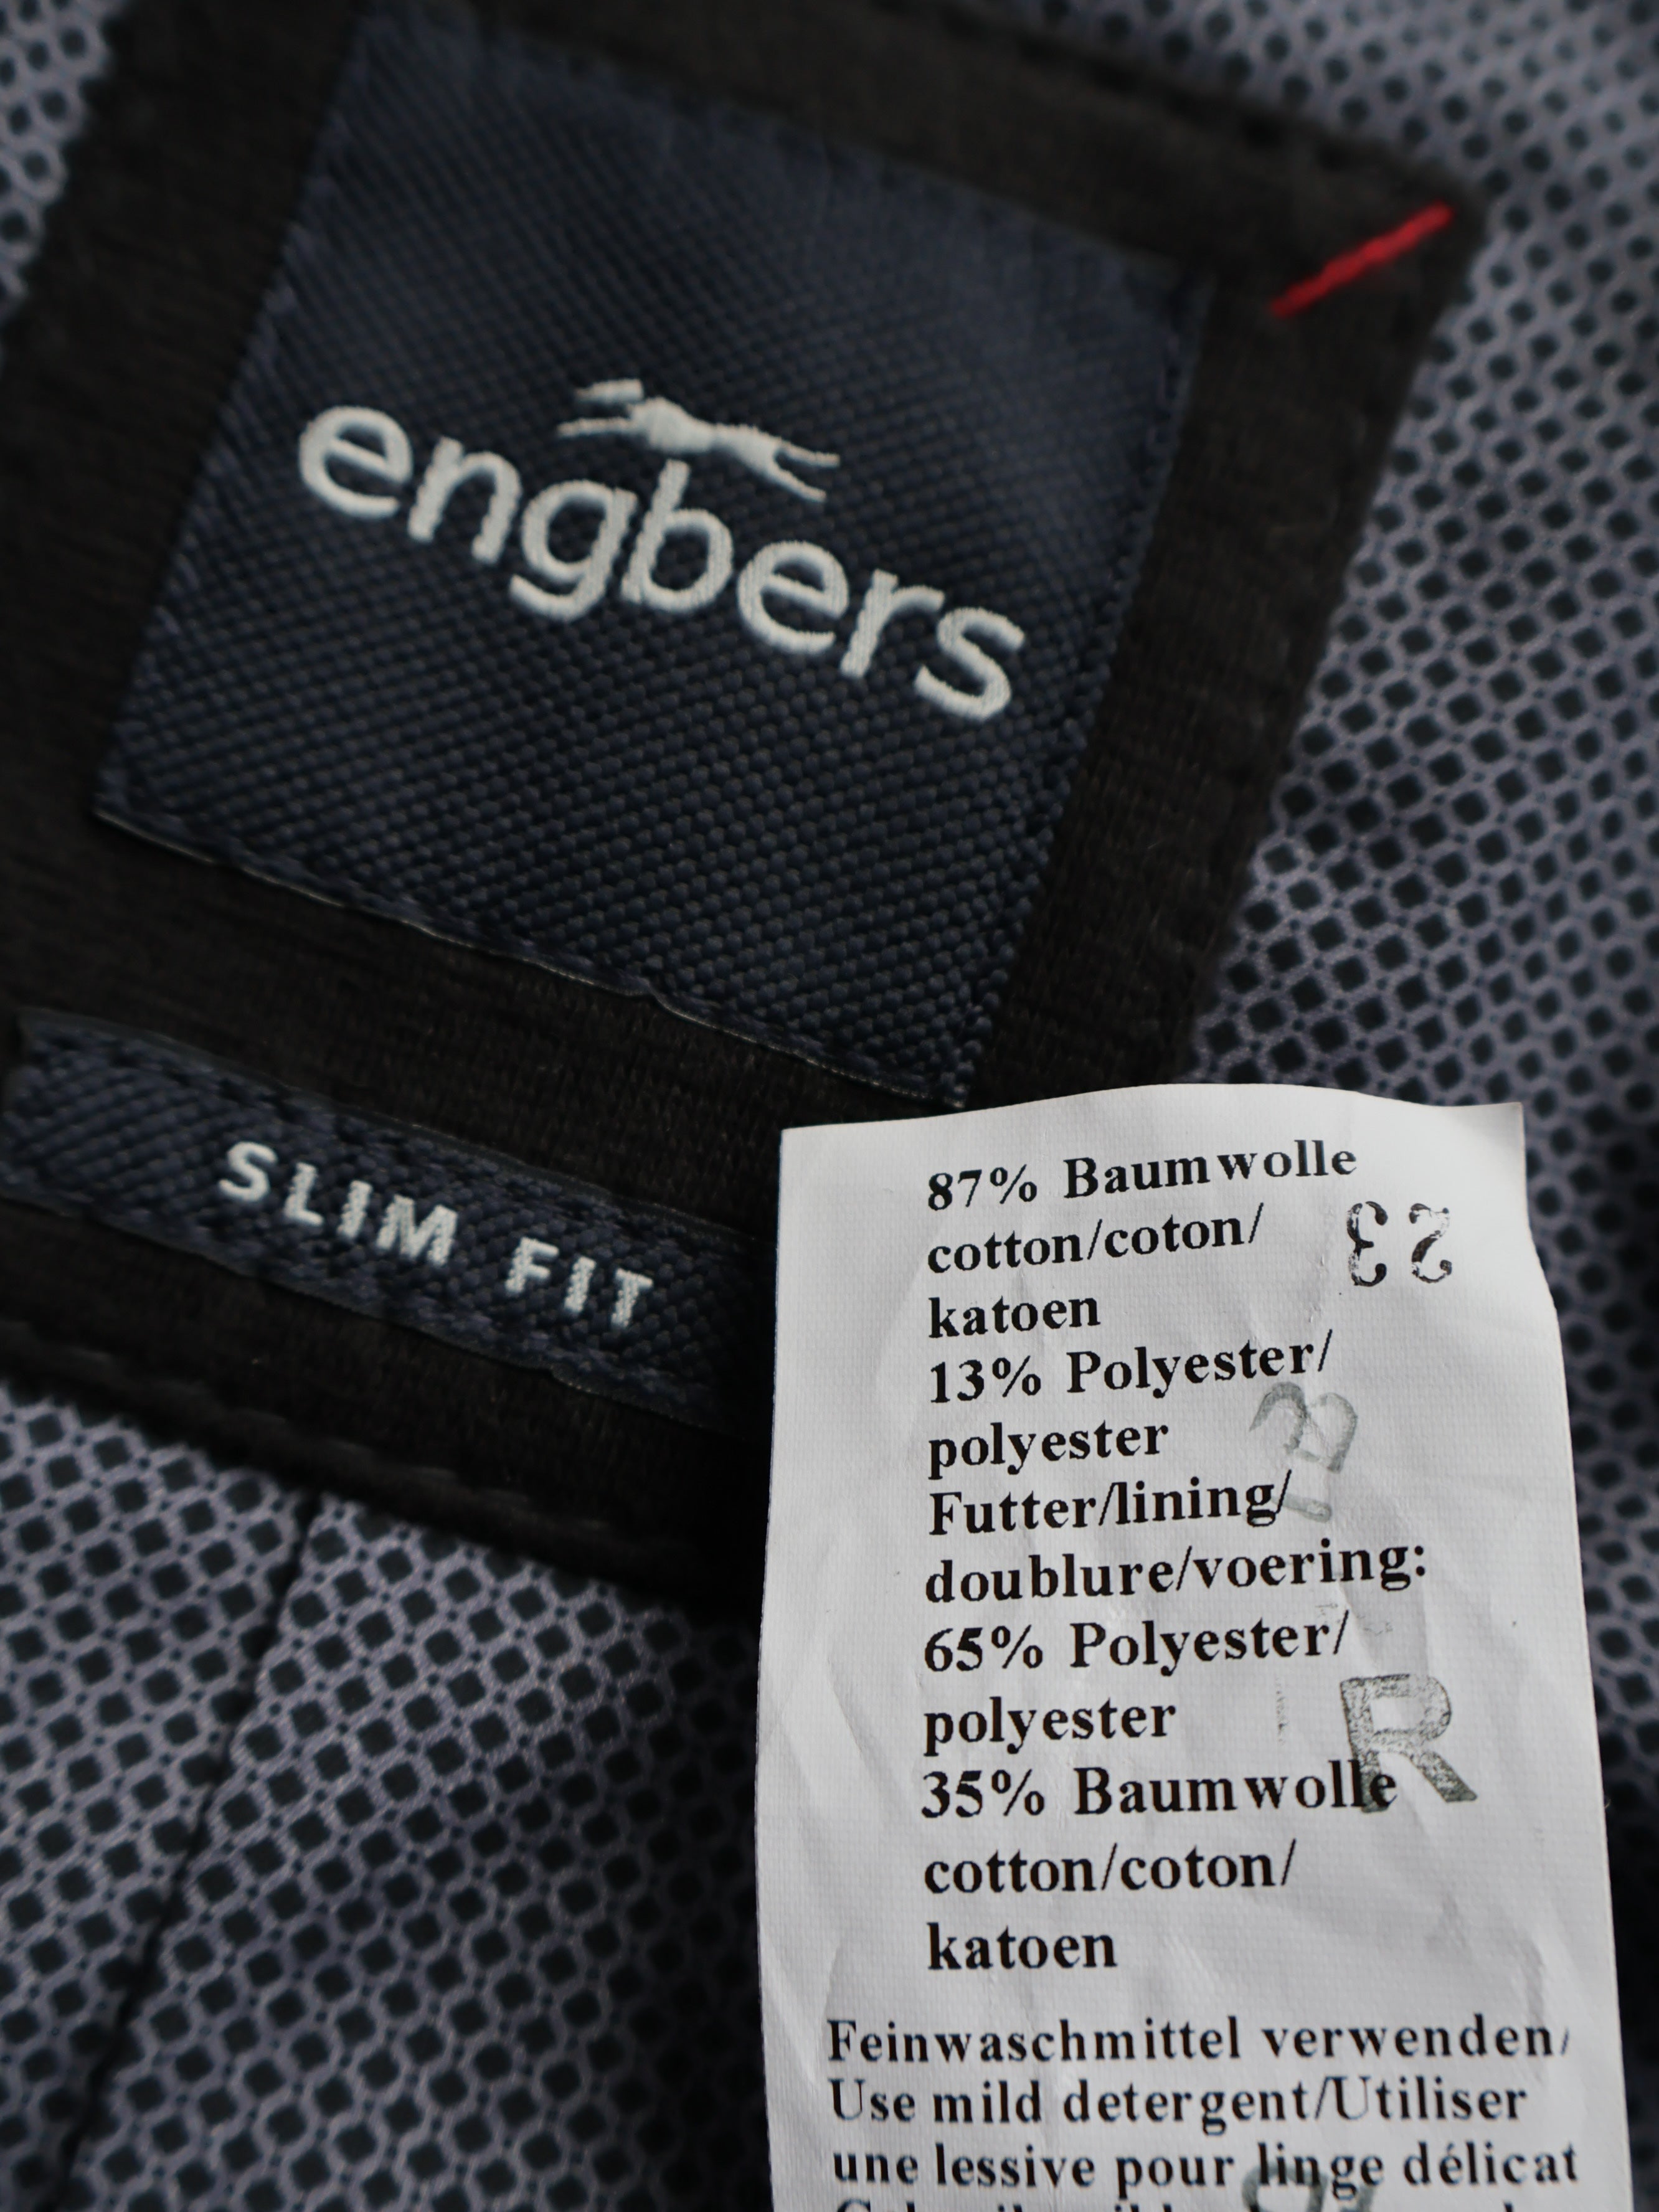 engbers
SLIM FIT
87% Baumwolle
cotton/coton/
katoen
13% Polyester/
polyester
Futter/lining/
doublure/voering:
65% Polyester/
polyester
35% Baumwolle
cotton/coton/
katoen
Feinwaschmittel verwenden/
Use mild detergent/Utiliser
une lessive pour linge délicat
23
R